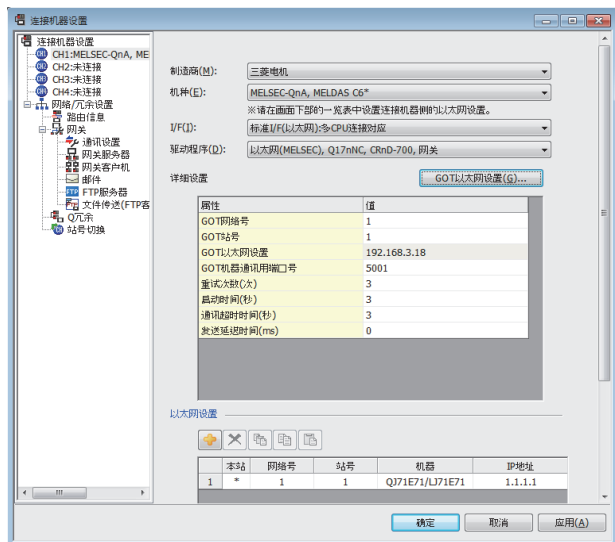 连接机器设置
连接机器设置
CH1:MELSEC-QnA, ME
CH2:未连接
CH3:未连接
CH4:未连接
网络/冗余设置
路由信息
网关
通讯设置
网关服务器
网关客户机
邮件
FTP服务器
文件传送(FTP客
Q冗余
站号切换
制造商(M): 三菱电机
机种(E): MELSEC-QnA, MELDAS C6*
※请在画面下部的一览表中设置连接机器侧的以太网设置。
I/F(I): 标准I/F(以太网):多CPU连接对应
驱动程序(D): 以太网(MELSEC), Q17nNC, CRnD-700, 网关
详细设置 GOT以太网设置(G)...
属性 值
GOT网络号 1
GOT站号 1
GOT以太网设置 192.168.3.18
GOT机器通讯用端口号 5001
重试次数(次) 3
启动时间(秒) 3
通讯超时时间(秒) 3
发送延迟时间(ms) 0
以太网设置
本站 网络号 站号 机器 IP地址
1 * 1 1 QJ71E71/LJ71E71 1.1.1.1
确定 取消 应用(A)